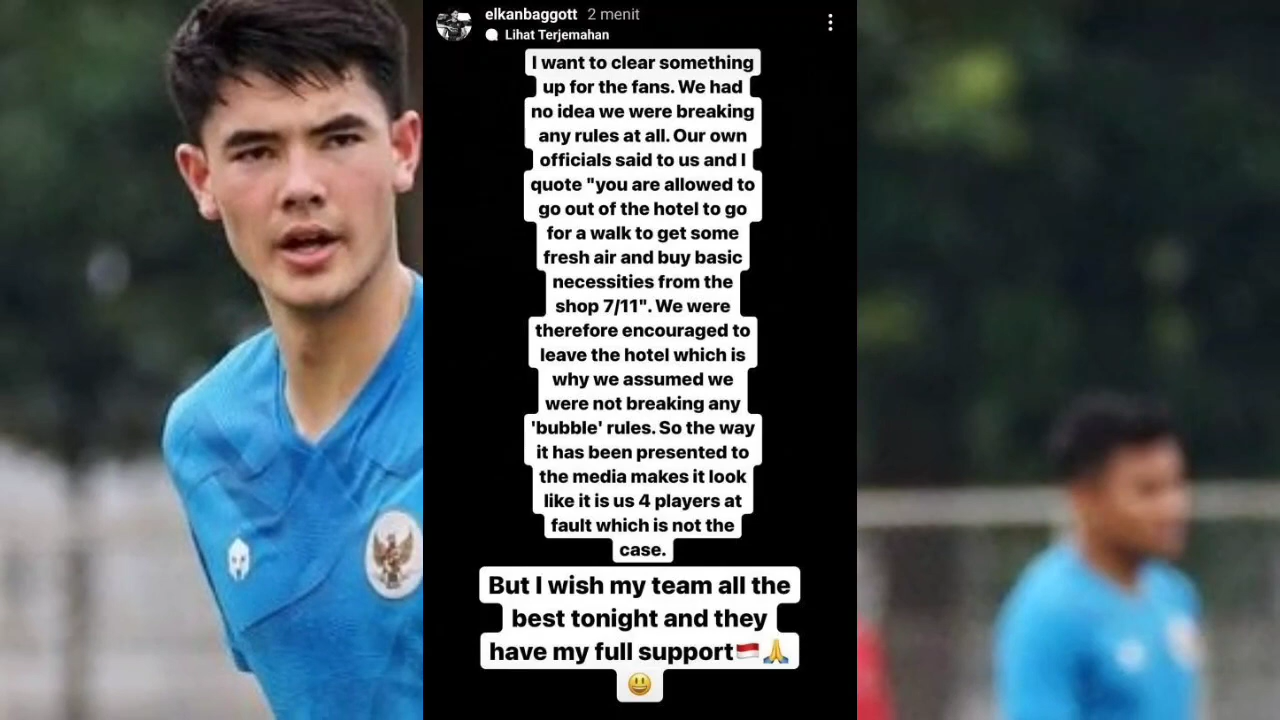 elkanbaggott 2 menit
Lihat Terjemahan
I want to clear something
up for the fans. We had
no idea we were breaking
any rules at all. Our own
officials said to us and I
quote "you are allowed to
go out of the hotel to go
for a walk to get some
fresh air and buy basic
necessities from the
shop 7/11". We were
therefore encouraged to
leave the hotel which is
why we assumed we
were not breaking any
'bubble' rules. So the way
it has been presented to
the media makes it look
like it is us 4 players at
fault which is not the
case.
But I wish my team all the
best tonight and they
have my full support🇮🇩🙏
😃